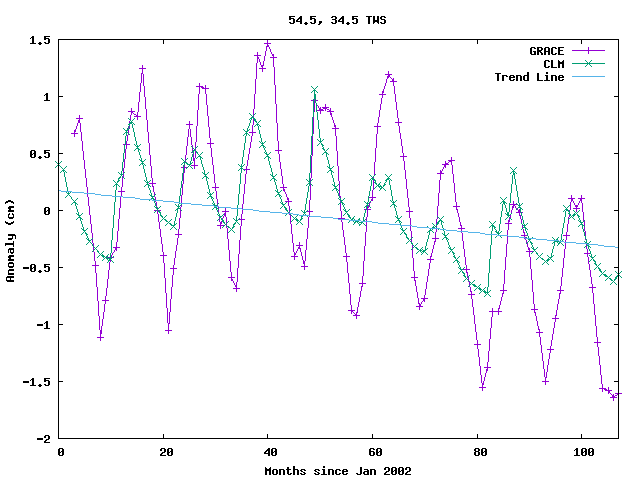 54.5, 34.5 TWS
GRACE
CLM
Trend Line
1.5
1
0.5
0
-0.5
-1
-1.5
-2
Anomaly (cm)
0 20 40 60 80 100
Months since Jan 2002